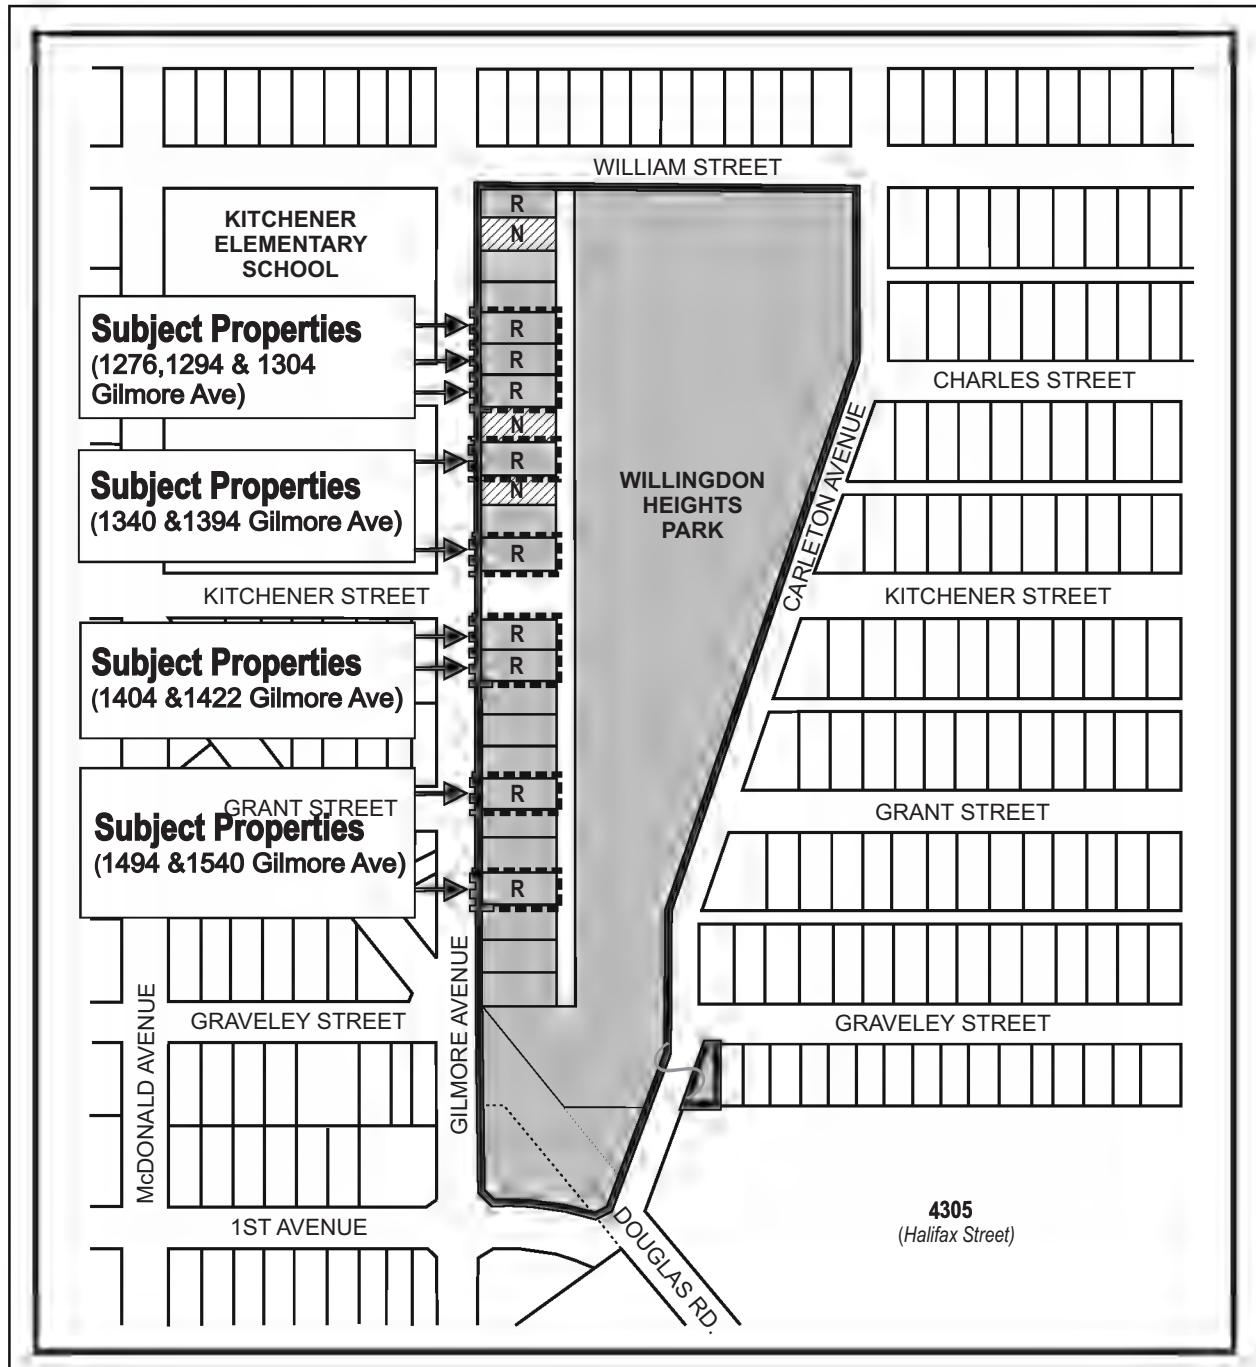 WILLIAM STREET
KITCHENER
ELEMENTARY
SCHOOL
R
N
Subject Properties
(1276,1294 & 1304
Gilmore Ave)
R
R
R
CHARLES STREET
N
Subject Properties
(1340 &1394 Gilmore Ave)
R
N
R
WILLINGDON
HEIGHTS
PARK
CARLETON AVENUE
KITCHENER STREET
KITCHENER STREET
Subject Properties
(1404 &1422 Gilmore Ave)
R
R
GRANT STREET
GRANT STREET
Subject Properties
(1494 &1540 Gilmore Ave)
R
R
McDONALD AVENUE
GILMORE AVENUE
GRAVELEY STREET
GRAVELEY STREET
1ST AVENUE
DOUGLAS RD.
4305
(Halifax Street)